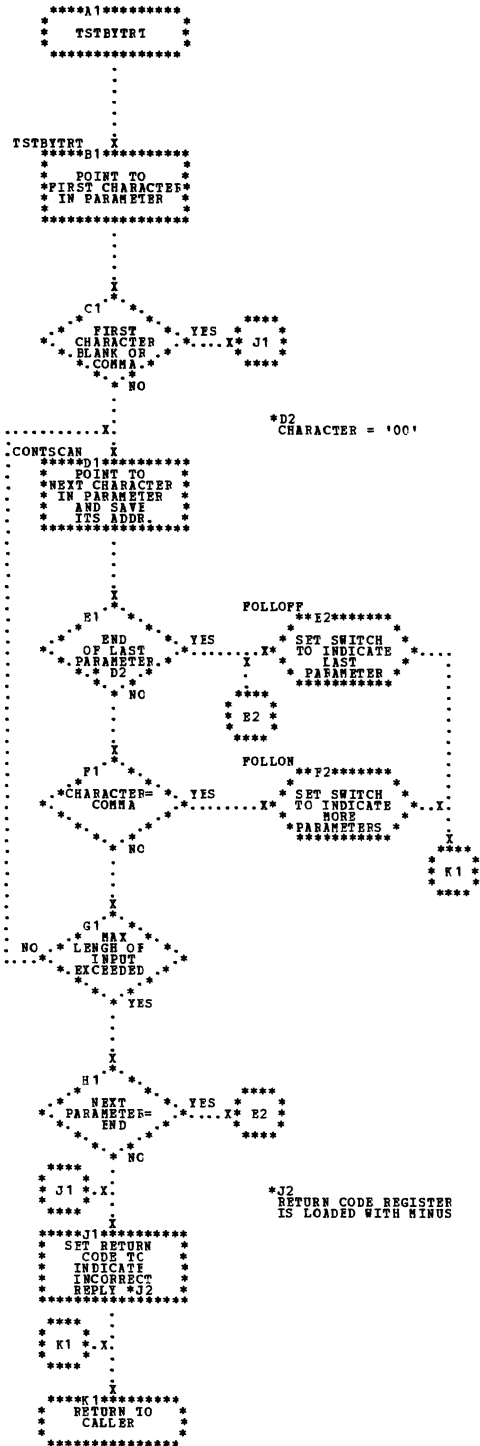 A1
TSTBYTRT
TSTBYTRT
B1
POINT TO
FIRST CHARACTER
IN PARAMETER
C1
FIRST
CHARACTER
BLANK OR
COMMA
YES
J1
NO
*D2
CHARACTER = '00'
CONTSCAN
D1
POINT TO
NEXT CHARACTER
IN PARAMETER
AND SAVE
ITS ADDR.
E1
END
OF LAST
PARAMETER
D2
YES
NO
FOLLOFF
E2
SET SWITCH
TO INDICATE
LAST
PARAMETER
E2
F1
CHARACTER=
COMMA
YES
NO
FOLLON
F2
SET SWITCH
TO INDICATE
MORE
PARAMETERS
K1
G1
MAX
LENGH OF
INPUT
EXCEEDED
NO
YES
H1
NEXT
PARAMETER=
END
YES
E2
NO
J1
*J2
RETURN CODE REGISTER
IS LOADED WITH MINUS
J1
SET RETURN
CODE TO
INDICATE
INCORRECT
REPLY *J2
K1
K1
RETURN TO
CALLER